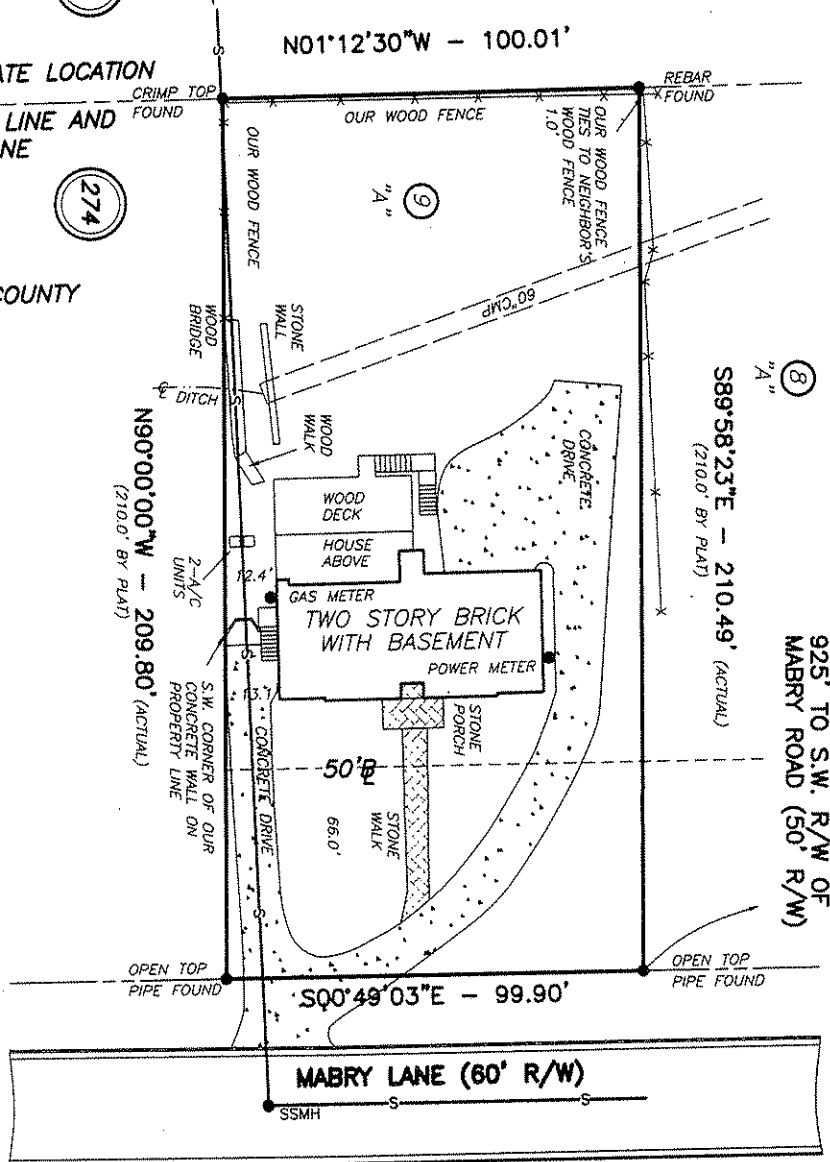 N01°12'30"W - 100.01'
ATE LOCATION
CRIMP TOP
FOUND
LINE AND
NE
REBAR
FOUND
OUR WOOD FENCE
OUR WOOD FENCE
TIES TO NEIGHBOR'S
WOOD FENCE
1.0'
OUR WOOD FENCE
274
9
"A"
8
"A"
COUNTY
60"CMP
STONE
WALL
WOOD
BRIDGE
℄ DITCH
WOOD
WALK
S89°58'23"E - 210.49' (ACTUAL)
(210.0' BY PLAT)
CONCRETE
DRIVE
WOOD
DECK
HOUSE
ABOVE
N90°00'00"W - 209.80' (ACTUAL)
(210.0' BY PLAT)
2-A/C
UNITS
12.4'
GAS METER
TWO STORY BRICK
WITH BASEMENT
POWER METER
925' TO S.W. R/W OF
MABRY ROAD (50' R/W)
13.1'
STONE
PORCH
S.W. CORNER OF OUR
CONCRETE WALL ON
PROPERTY LINE
CONCRETE DRIVE
50' BL
STONE
WALK
66.0'
OPEN TOP
PIPE FOUND
OPEN TOP
PIPE FOUND
S00°49'03"E - 99.90'
MABRY LANE (60' R/W)
SSMH
S
S
S
S
S
S
S